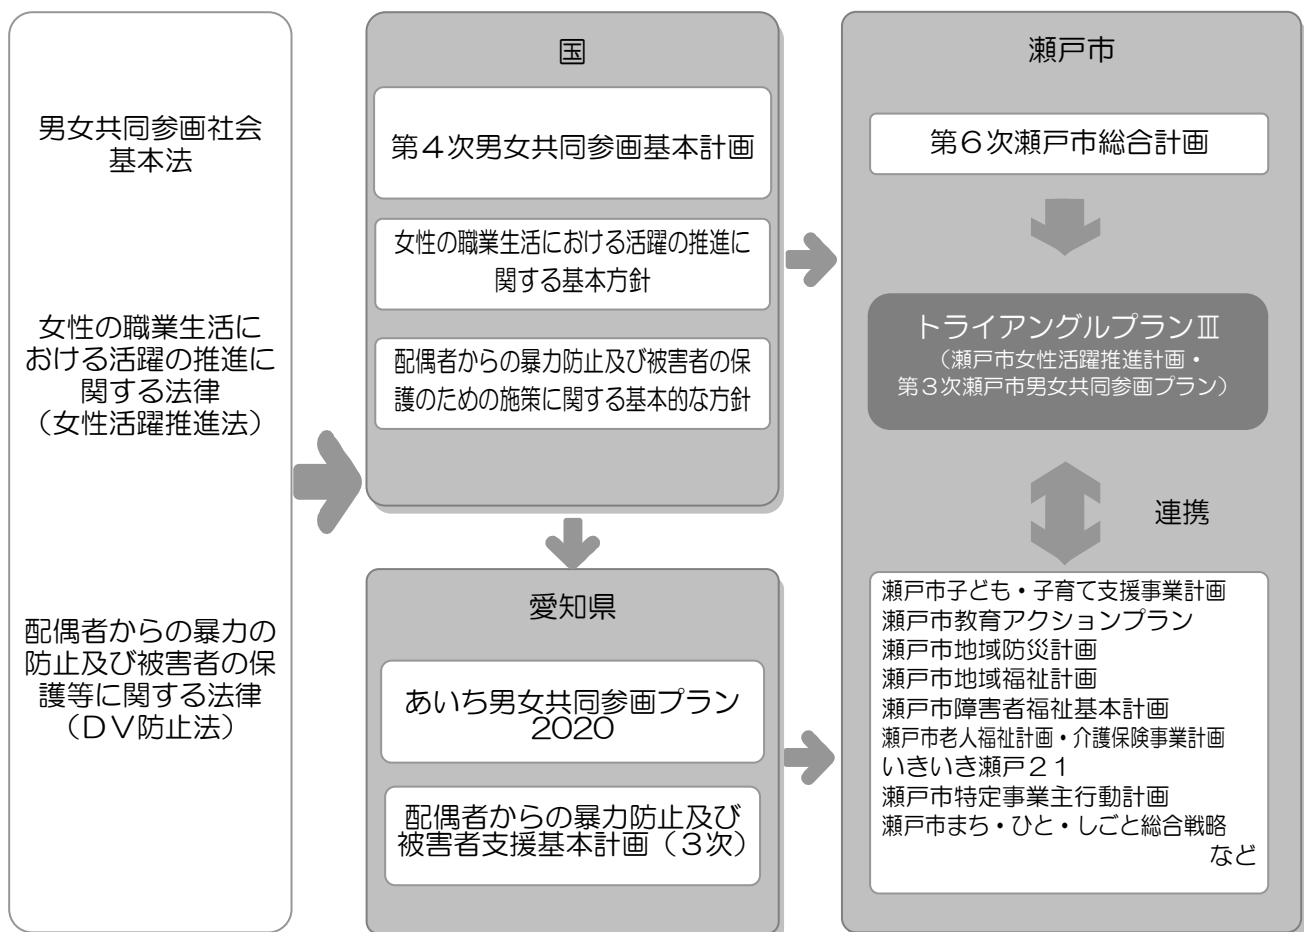 男女共同参画社会
基本法
女性の職業生活に
おける活躍の推進に
関する法律
（女性活躍推進法）
配偶者からの暴力の
防止及び被害者の保
護等に関する法律
（ＤＶ防止法）
国
第４次男女共同参画基本計画
女性の職業生活における活躍の推進に
関する基本方針
配偶者からの暴力防止及び被害者の保
護のための施策に関する基本的な方針
愛知県
あいち男女共同参画プラン
2020
配偶者からの暴力防止及び
被害者支援基本計画（３次）
瀬戸市
第６次瀬戸市総合計画
トライアングルプランⅢ
（瀬戸市女性活躍推進計画・
第３次瀬戸市男女共同参画プラン）
連携
瀬戸市子ども・子育て支援事業計画
瀬戸市教育アクションプラン
瀬戸市地域防災計画
瀬戸市地域福祉計画
瀬戸市障害者福祉基本計画
瀬戸市老人福祉計画・介護保険事業計画
いきいき瀬戸２１
瀬戸市特定事業主行動計画
瀬戸市まち・ひと・しごと総合戦略
など